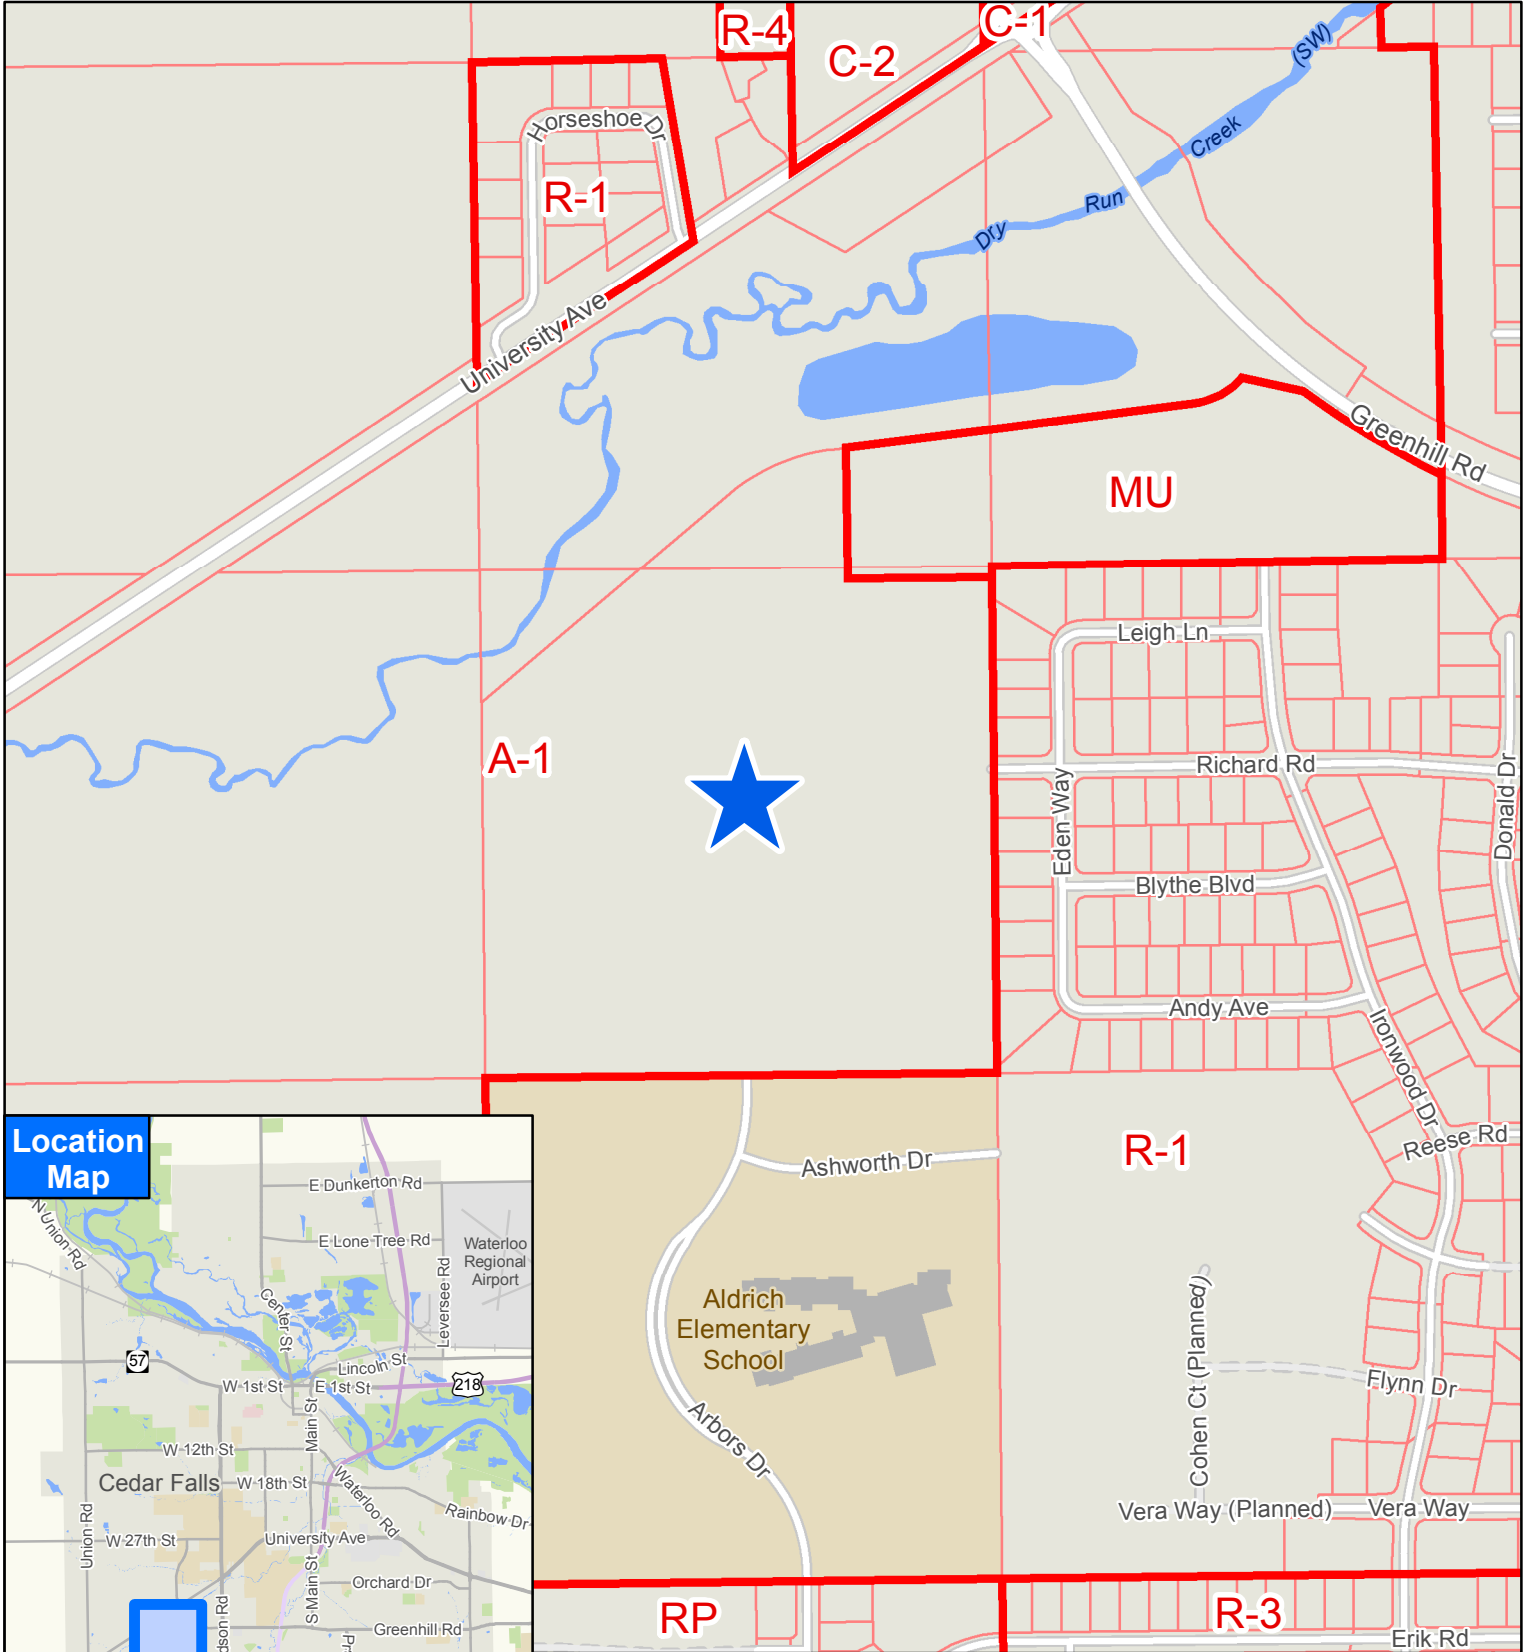 R-4
C-1
C-2
(SW)
Horseshoe Dr
Creek
R-1
Run
Dry
University Ave
Greenhill Rd
MU
Leigh Ln
A-1
Richard Rd
Donald Dr
Eden Way
Blythe Blvd
Andy Ave
Ironwood Dr
Reese Rd
R-1
Ashworth Dr
Aldrich
Elementary
School
Cohen Ct (Planned)
Flynn Dr
Arbors Dr
Vera Way (Planned)
Vera Way
RP
R-3
Erik Rd
Location
Map
N Union Rd
E Dunkerton Rd
E Lone Tree Rd
Waterloo
Regional
Airport
Leversee Rd
Center St
57
Lincoln St
W 1st St
E 1st St
218
Main St
W 12th St
Cedar Falls
W 18th St
Waterloo Rd
Rainbow Dr
Union Rd
W 27th St
University Ave
S Main St
Orchard Dr
dson Rd
Greenhill Rd
Pr